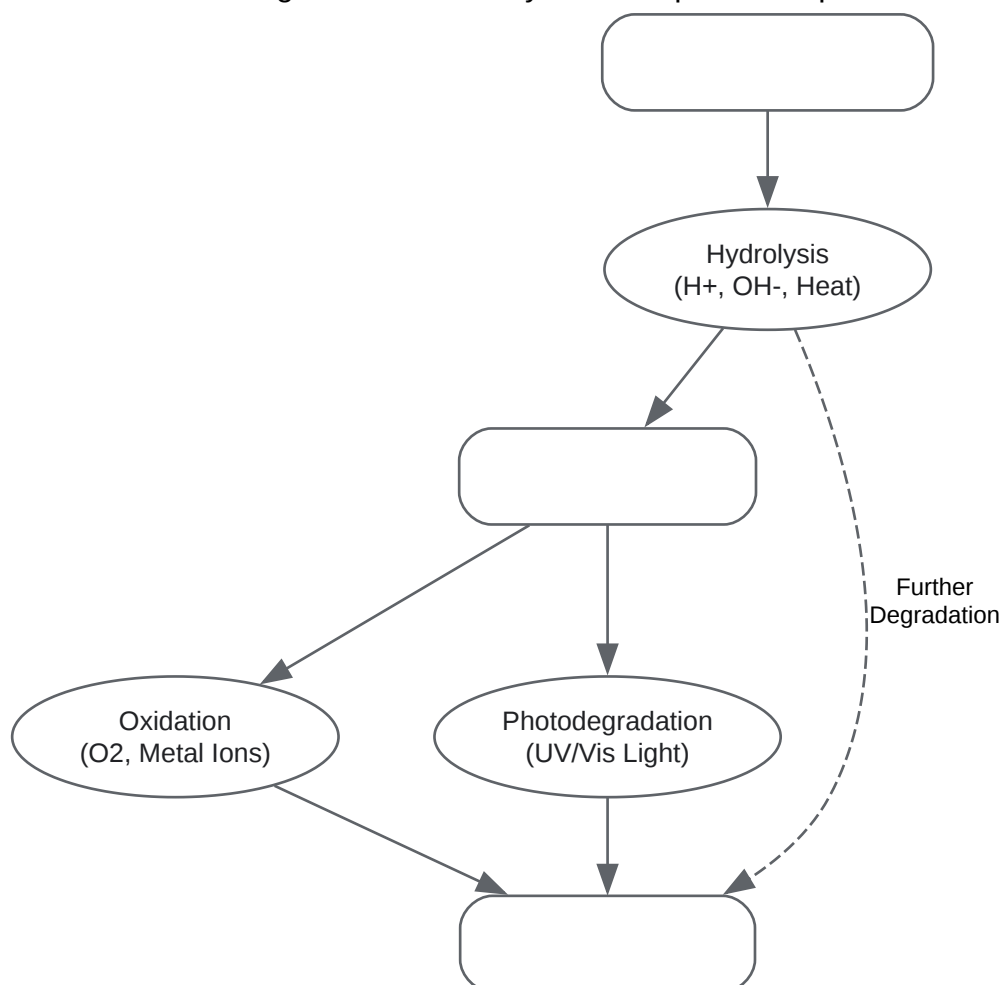 Hydrolysis
(H+, OH-, Heat)
Further
Degradation
Oxidation
(O2, Metal Ions)
Photodegradation
(UV/Vis Light)